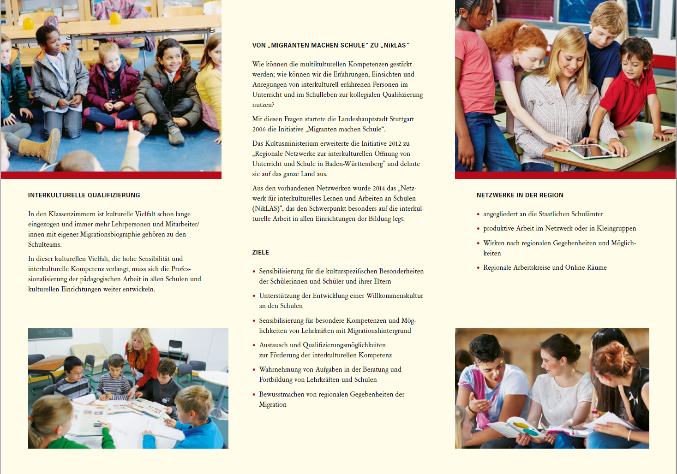 INTERKULTURELLE QUALIFIZIERUNG
In den Klassenzimmern ist kulturelle Vielfalt schon lange
eingezogen und immer mehr Lehrpersonen und Mitarbeiter/
innen mit eigener Migrationsbiographie gehören zu den
Schulteams.
In dieser kulturellen Vielfalt, die hohe Sensibilität und
interkulturelle Kompetenz verlangt, muss sich die Profes-
sionalisierung der pädagogischen Arbeit in allen Schulen und
kulturellen Einrichtungen weiter entwickeln.
VON „MIGRANTEN MACHEN SCHULE“ ZU „NikLAS“
Wie können die multikulturellen Kompetenzen gestärkt
werden; wie können wir die Erfahrungen, Einsichten und
Anregungen von interkulturell erfahrenen Personen im
Unterricht und im Schulleben zur kollegialen Qualifizierung
nutzen?
Mit diesen Fragen startete die Landeshauptstadt Stuttgart
2006 die Initiative „Migranten machen Schule“.
Das Kultusministerium erweiterte die Initiative 2012 zu
„Regionale Netzwerke zur interkulturellen Öffnung von
Unterricht und Schule in Baden-Württemberg“ und dehnte
sie auf das ganze Land aus.
Aus den vorhandenen Netzwerken wurde 2014 das „Netz-
werk für interkulturelles Lernen und Arbeiten an Schulen
(NikLAS)“, das den Schwerpunkt besonders auf die interkul-
turelle Arbeit in allen Einrichtungen der Bildung legt.
ZIELE
• Sensibilisierung für die kulturspezifischen Besonderheiten
der Schülerinnen und Schüler und ihrer Eltern
• Unterstützung der Entwicklung einer Willkommenskultur
an den Schulen
• Sensibilisierung für besondere Kompetenzen und Mög-
lichkeiten von Lehrkräften mit Migrationshintergrund
• Austausch und Qualifizierungsmöglichkeiten
zur Förderung der interkulturellen Kompetenz
• Wahrnehmung von Aufgaben in der Beratung und
Fortbildung von Lehrkräften und Schulen
• Bewusstmachen von regionalen Gegebenheiten der
Migration
NETZWERKE IN DER REGION
• angegliedert an die Staatlichen Schulämter
• produktive Arbeit im Netzwerk oder in Kleingruppen
• Wirken nach regionalen Gegebenheiten und Möglich-
keiten
• Regionale Arbeitskreise und Online-Räume